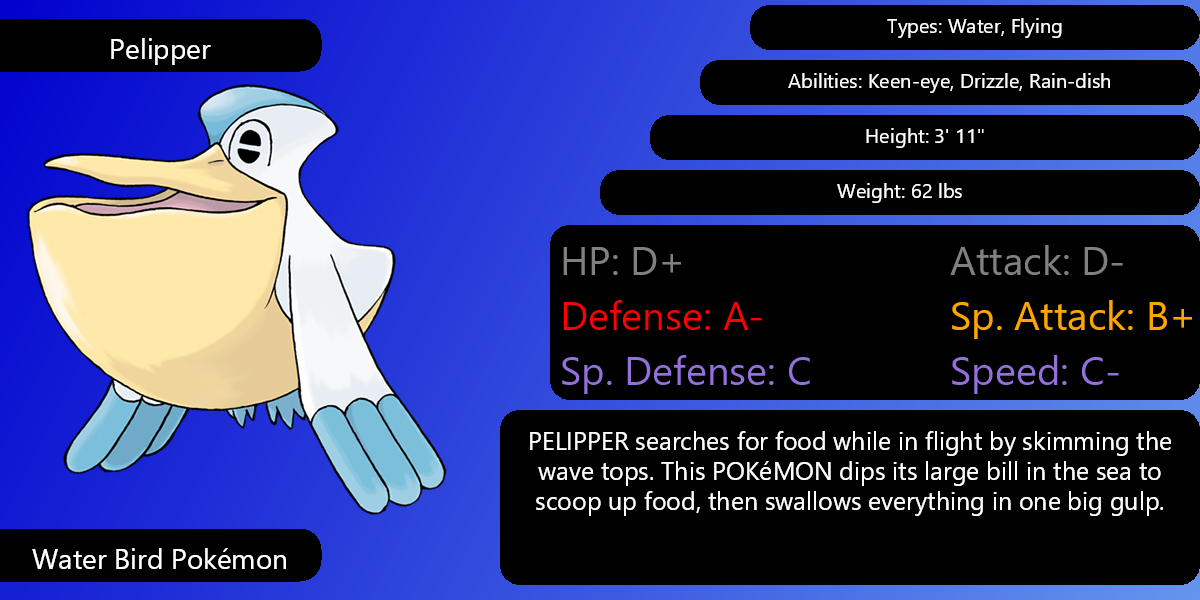 Pelipper
Types: Water, Flying
Abilities: Keen-eye, Drizzle, Rain-dish
Height: 3' 11"
Weight: 62 lbs
HP: D+ Attack: D-
Defense: A- Sp. Attack: B+
Sp. Defense: C Speed: C-
PELIPPER searches for food while in flight by skimming the
wave tops. This POKéMON dips its large bill in the sea to
scoop up food, then swallows everything in one big gulp.
Water Bird Pokémon